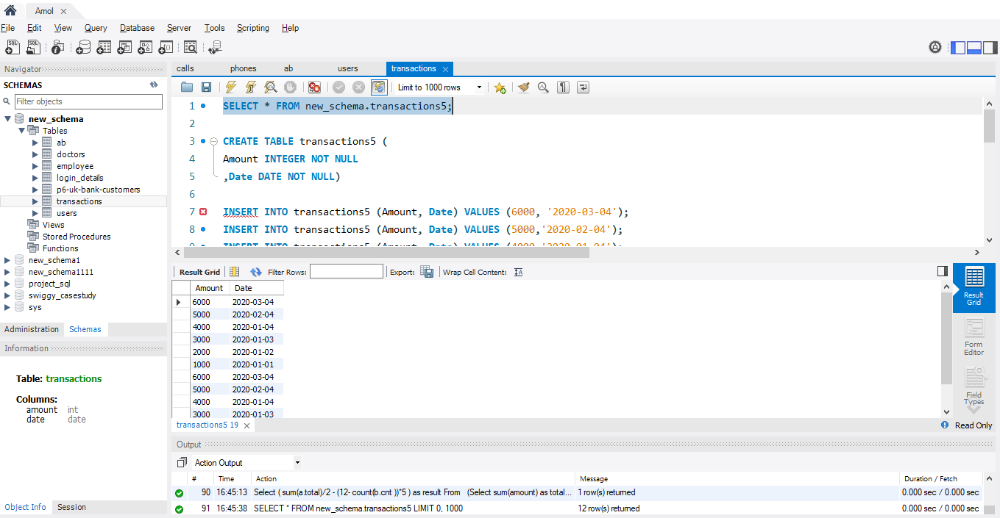 Amol
File Edit View Query Database Server Tools Scripting Help
Navigator
SCHEMAS
Filter objects
new_schema
Tables
ab
doctors
employee
login_details
p6-uk-bank-customers
transactions
users
Views
Stored Procedures
Functions
new_schema1
new_schema1111
project_sql
swiggy_casestudy
sys
Administration Schemas
Information
Table: transactions
Columns:
amount int
date date
Object Info Session
calls phones ab users transactions
Limit to 1000 rows
1 SELECT * FROM new_schema.transactions5;
2
3 CREATE TABLE transactions5 (
4 Amount INTEGER NOT NULL
5 ,Date DATE NOT NULL)
6
7 INSERT INTO transactions5 (Amount, Date) VALUES (6000, '2020-03-04');
8 INSERT INTO transactions5 (Amount, Date) VALUES (5000,'2020-02-04');
9 INSERT INTO transactions5 (Amount, Date) VALUES (4000,'2020-01-04');
Result Grid Filter Rows: Export: Wrap Cell Content:
Amount Date
6000 2020-03-04
5000 2020-02-04
4000 2020-01-04
3000 2020-01-03
2000 2020-01-02
1000 2020-01-01
6000 2020-03-04
5000 2020-02-04
4000 2020-01-04
3000 2020-01-03
Result
Grid
Form
Editor
Field
Types
transactions5 19
Read Only
Output
Action Output
# Time Action Message Duration / Fetch
90 16:45:13 Select ( sum(a.total)/2 - (12- count(b.cnt ))*5 ) as result From (Select sum(amount) as total... 1 row(s) returned 0.000 sec / 0.000 sec
91 16:45:38 SELECT * FROM new_schema.transactions5 LIMIT 0, 1000 12 row(s) returned 0.000 sec / 0.000 sec